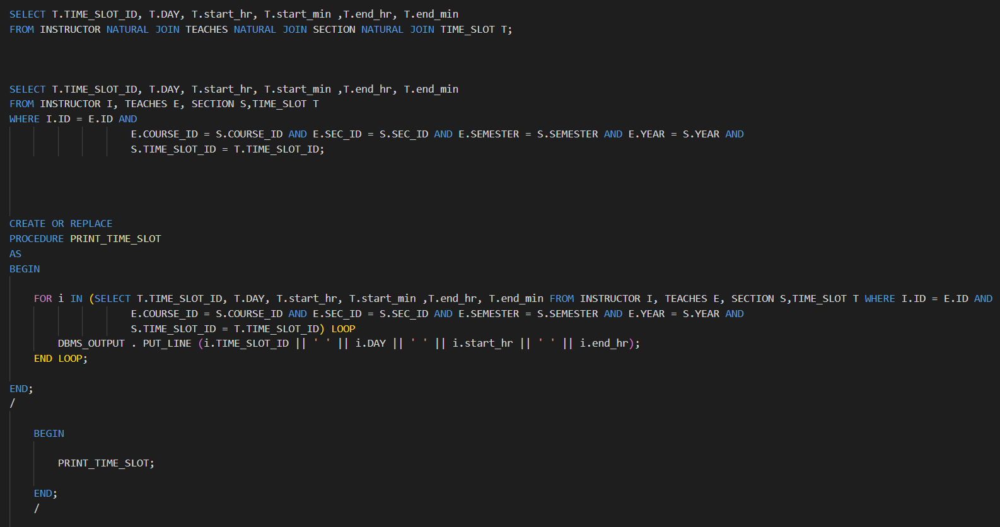 SELECT T.TIME_SLOT_ID, T.DAY, T.start_hr, T.start_min ,T.end_hr, T.end_min
FROM INSTRUCTOR NATURAL JOIN TEACHES NATURAL JOIN SECTION NATURAL JOIN TIME_SLOT T;
SELECT T.TIME_SLOT_ID, T.DAY, T.start_hr, T.start_min ,T.end_hr, T.end_min
FROM INSTRUCTOR I, TEACHES E, SECTION S,TIME_SLOT T
WHERE I.ID = E.ID AND
E.COURSE_ID = S.COURSE_ID AND E.SEC_ID = S.SEC_ID AND E.SEMESTER = S.SEMESTER AND E.YEAR = S.YEAR AND
S.TIME_SLOT_ID = T.TIME_SLOT_ID;
CREATE OR REPLACE
PROCEDURE PRINT_TIME_SLOT
AS
BEGIN
FOR i IN (SELECT T.TIME_SLOT_ID, T.DAY, T.start_hr, T.start_min ,T.end_hr, T.end_min FROM INSTRUCTOR I, TEACHES E, SECTION S,TIME_SLOT T WHERE I.ID = E.ID AND
E.COURSE_ID = S.COURSE_ID AND E.SEC_ID = S.SEC_ID AND E.SEMESTER = S.SEMESTER AND E.YEAR = S.YEAR AND
S.TIME_SLOT_ID = T.TIME_SLOT_ID) LOOP
DBMS_OUTPUT . PUT_LINE (i.TIME_SLOT_ID || ' ' || i.DAY || ' ' || i.start_hr || ' ' || i.end_hr);
END LOOP;
END;
/
BEGIN
PRINT_TIME_SLOT;
END;
/